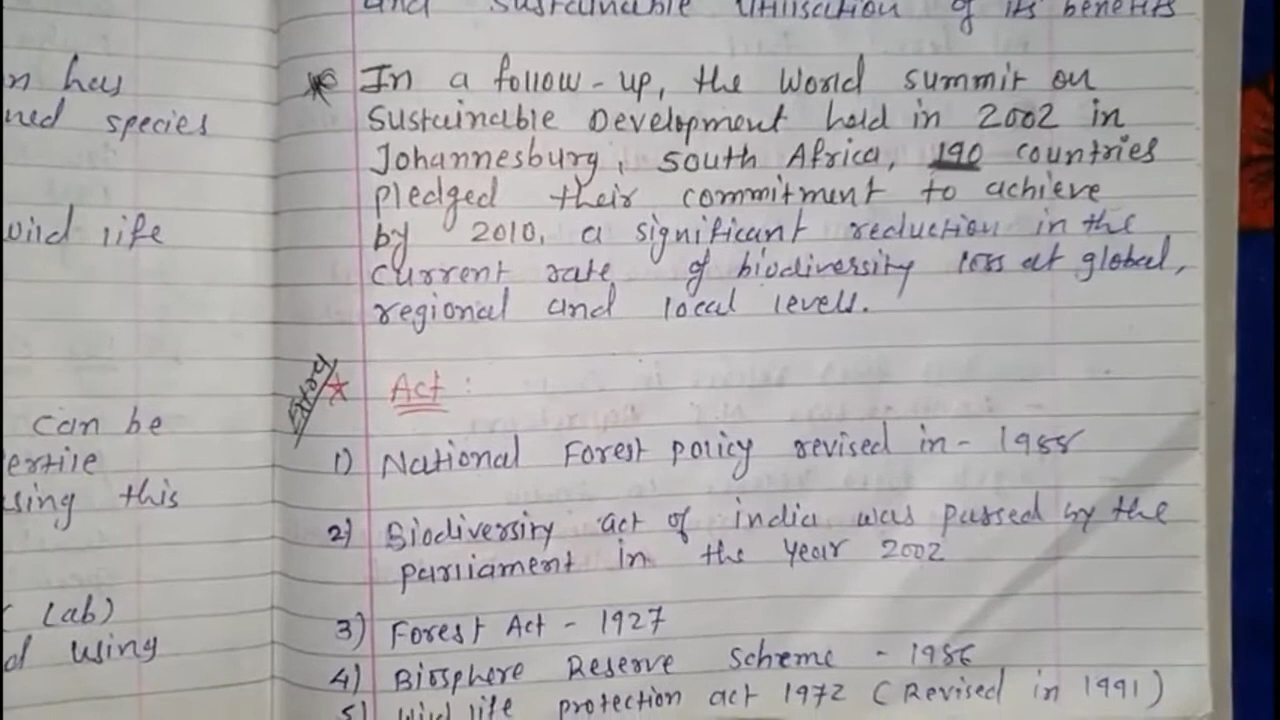 and sustainable utilisation of its benefits
n has
ned species
wild life
can be
ertile
using this
(ab)
d using
In a follow-up, the World summit on
Sustainable Development held in 2002 in
Johannesburg, South Africa, 190 countries
pledged their commitment to achieve
by 2010, a significant reduction in the
current rate of biodiversity loss at global,
regional and local levels.
Extra
Act :
1) National Forest policy revised in - 1988
2) Biodiversity act of india was passed by the
parliament in the year 2002
3) Forest Act - 1927
4) Biosphere Reserve Scheme - 1986
5) Wild life protection act 1972 (Revised in 1991)